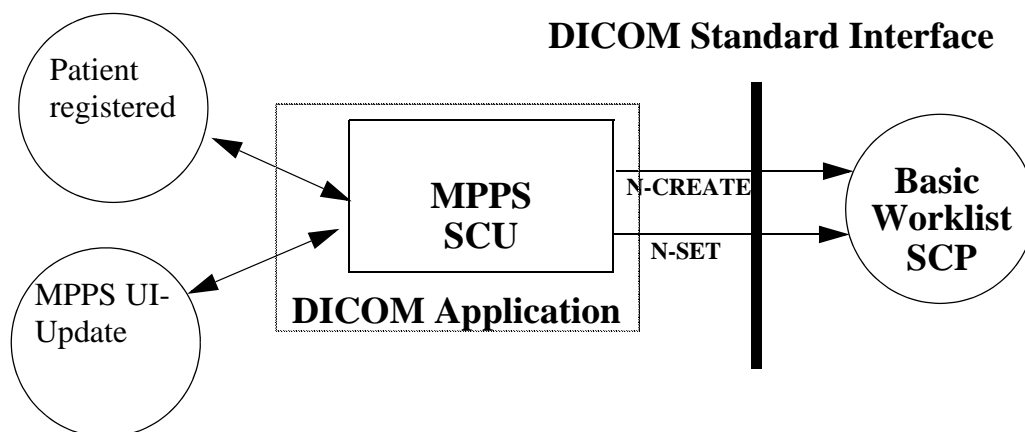 DICOM Standard Interface
Patient
registered
MPPS
SCU
N-CREATE
N-SET
Basic
Worklist
SCP
MPPS UI-
Update
DICOM Application